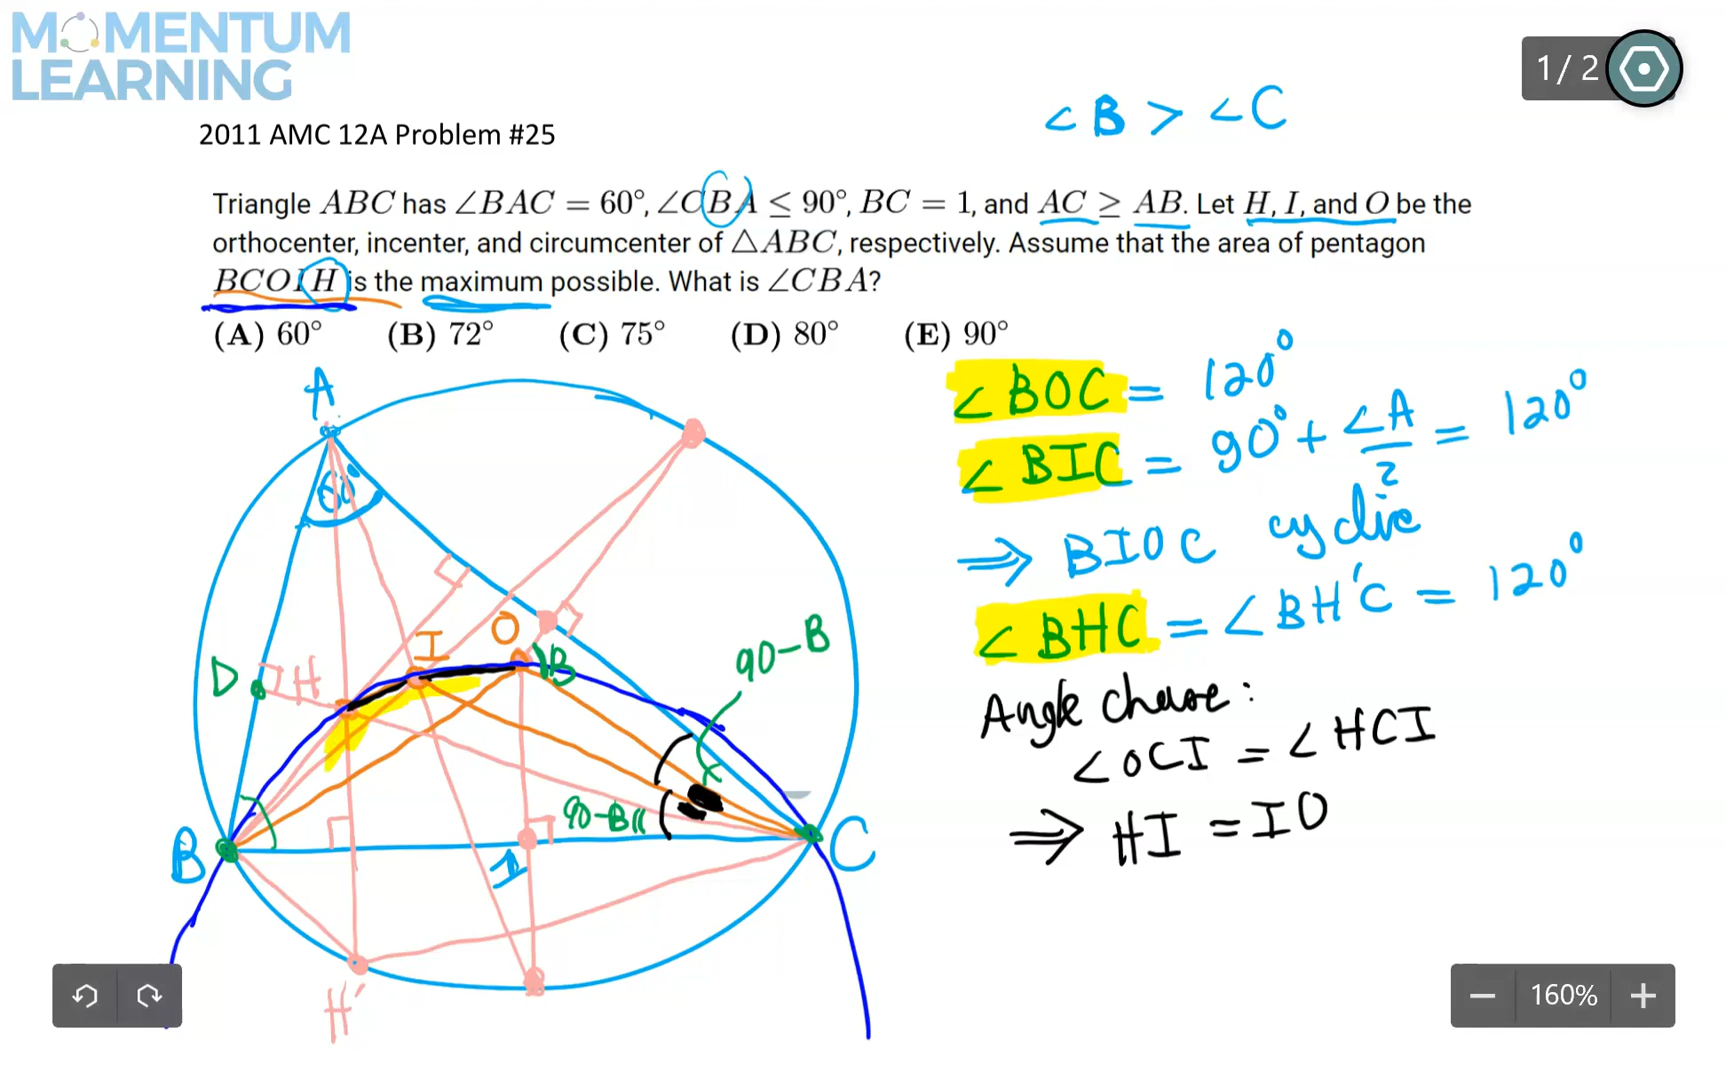 MOMENTUM
LEARNING
1 / 2
∠B > ∠C
2011 AMC 12A Problem #25
Triangle ABC has ∠BAC = 60°, ∠CBA ≤ 90°, BC = 1, and AC ≥ AB. Let H, I, and O be the
orthocenter, incenter, and circumcenter of △ABC, respectively. Assume that the area of pentagon
BCOIH is the maximum possible. What is ∠CBA?
(A) 60° (B) 72° (C) 75° (D) 80° (E) 90°
∠BOC = 120°
∠BIC = 90° + ∠A/2 = 120°
⇒ BIOC cyclic
∠BHC = ∠BH'C = 120°
Angle chase:
∠OCI = ∠HCI
⇒ HI = IO
A
60°
D
H
I
O
B
90-B
90-B
B
1
C
H'
160%